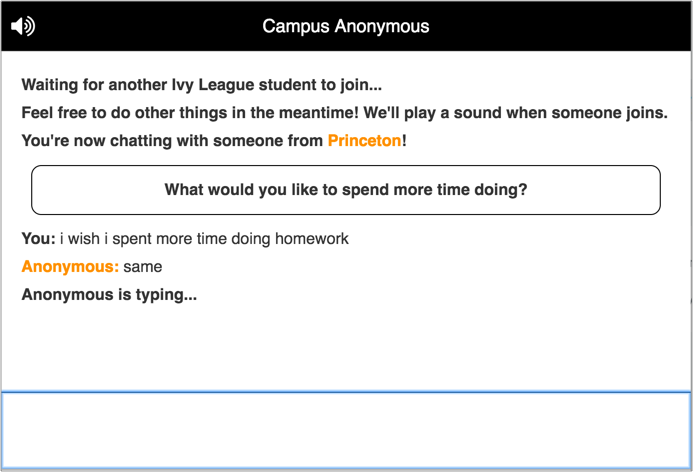 Campus Anonymous
Waiting for another Ivy League student to join...
Feel free to do other things in the meantime! We'll play a sound when someone joins.
You're now chatting with someone from Princeton!
What would you like to spend more time doing?
You: i wish i spent more time doing homework
Anonymous: same
Anonymous is typing...